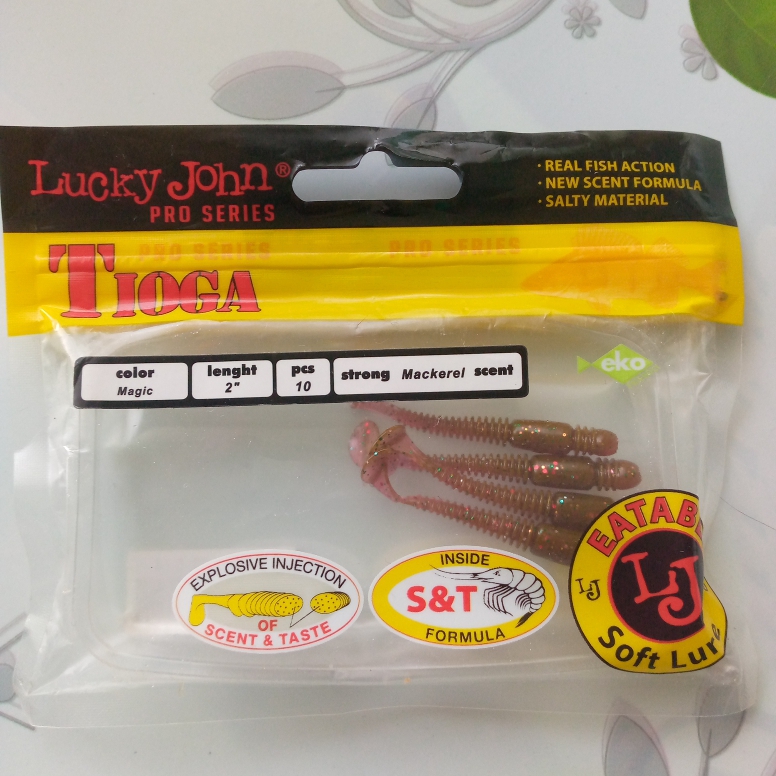 Lucky John®
PRO SERIES
· REAL FISH ACTION
· NEW SCENT FORMULA
· SALTY MATERIAL
PRO SERIES
PRO SERIES
TIOGA
color
Magic
lenght
2"
pcs
10
strong Mackerel scent
eko
EXPLOSIVE INJECTION
OF
SCENT & TASTE
INSIDE
S&T
FORMULA
EATAB
LJ
LJ
Soft Lure